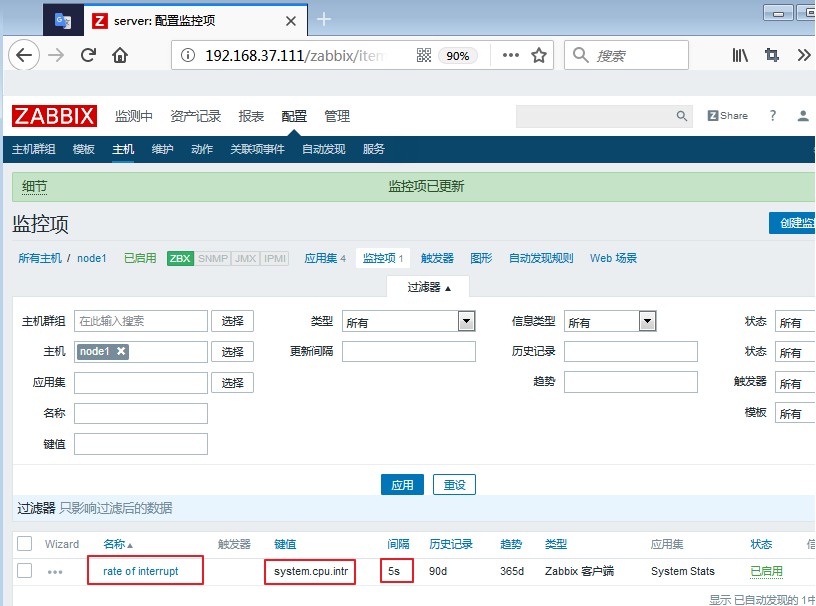 server: 配置监控项
192.168.37.111/zabbix/item
90%
搜索
ZABBIX 监测中 资产记录 报表 配置 管理
Share ?
主机群组 模板 主机 维护 动作 关联项事件 自动发现 服务
细节 监控项已更新
监控项
创建监控
所有主机 / node1 已启用 ZBX SNMP JMX IPMI 应用集 4 监控项 1 触发器 图形 自动发现规则 Web 场景
过滤器 ▲
主机群组 在此输入搜索 选择 类型 所有 信息类型 所有 状态 所有
主机 node1 选择 更新间隔 历史记录 状态 所有
应用集 选择 趋势 触发器 所有
名称 模板 所有
键值
应用 重设
过滤器 只影响过滤后的数据
Wizard 名称▲ 触发器 键值 间隔 历史记录 趋势 类型 应用集 状态 信
rate of interrupt system.cpu.intr 5s 90d 365d Zabbix 客户端 System Stats 已启用
显示 已自动发现的 1中